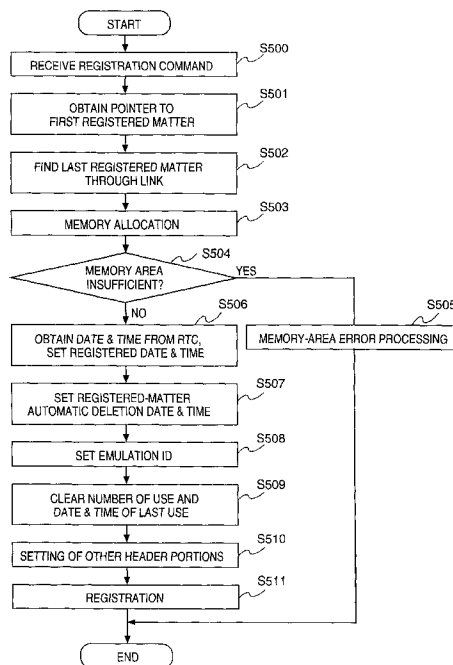 START
S500
RECEIVE REGISTRATION COMMAND
S501
OBTAIN POINTER TO
FIRST REGISTERED MATTER
S502
FIND LAST REGISTERED MATTER
THROUGH LINK
S503
MEMORY ALLOCATION
S504
MEMORY AREA
INSUFFICIENT?
YES
NO
S506
OBTAIN DATE & TIME FROM RTC,
SET REGISTERED DATE & TIME
S505
MEMORY-AREA ERROR PROCESSING
S507
SET REGISTERED-MATTER
AUTOMATIC DELETION DATE & TIME
S508
SET EMULATION ID
S509
CLEAR NUMBER OF USE AND
DATE & TIME OF LAST USE
S510
SETTING OF OTHER HEADER PORTIONS
S511
REGISTRATION
END